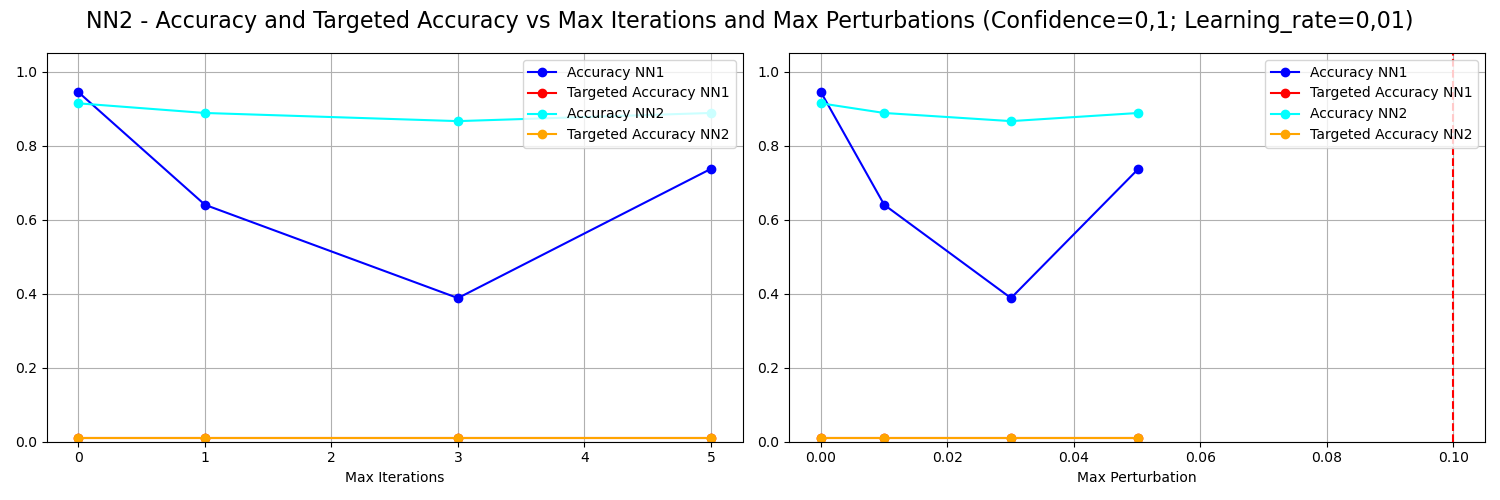 NN2 - Accuracy and Targeted Accuracy vs Max Iterations and Max Perturbations (Confidence=0,1; Learning_rate=0,01)
1.0
0.8
0.6
0.4
0.2
0.0
Accuracy NN1
Targeted Accuracy NN1
Accuracy NN2
Targeted Accuracy NN2
0 1 2 3 4 5
Max Iterations
1.0
0.8
0.6
0.4
0.2
0.0
Accuracy NN1
Targeted Accuracy NN1
Accuracy NN2
Targeted Accuracy NN2
0.00 0.02 0.04 0.06 0.08 0.10
Max Perturbation